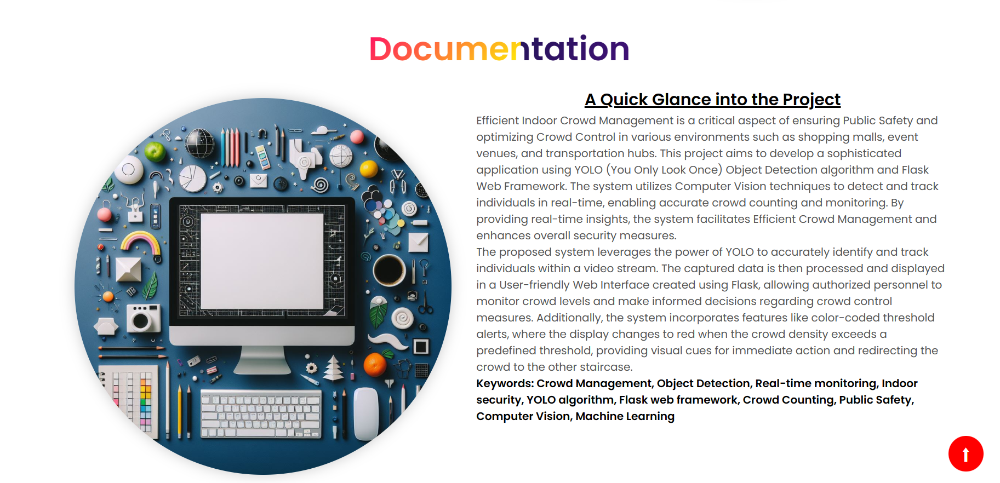 Documentation
A Quick Glance into the Project
Efficient Indoor Crowd Management is a critical aspect of ensuring Public Safety and
optimizing Crowd Control in various environments such as shopping malls, event
venues, and transportation hubs. This project aims to develop a sophisticated
application using YOLO (You Only Look Once) Object Detection algorithm and Flask
Web Framework. The system utilizes Computer Vision techniques to detect and track
individuals in real-time, enabling accurate crowd counting and monitoring. By
providing real-time insights, the system facilitates Efficient Crowd Management and
enhances overall security measures.
The proposed system leverages the power of YOLO to accurately identify and track
individuals within a video stream. The captured data is then processed and displayed
in a User-friendly Web Interface created using Flask, allowing authorized personnel to
monitor crowd levels and make informed decisions regarding crowd control
measures. Additionally, the system incorporates features like color-coded threshold
alerts, where the display changes to red when the crowd density exceeds a
predefined threshold, providing visual cues for immediate action and redirecting the
crowd to the other staircase.
Keywords: Crowd Management, Object Detection, Real-time monitoring, Indoor
security, YOLO algorithm, Flask web framework, Crowd Counting, Public Safety,
Computer Vision, Machine Learning